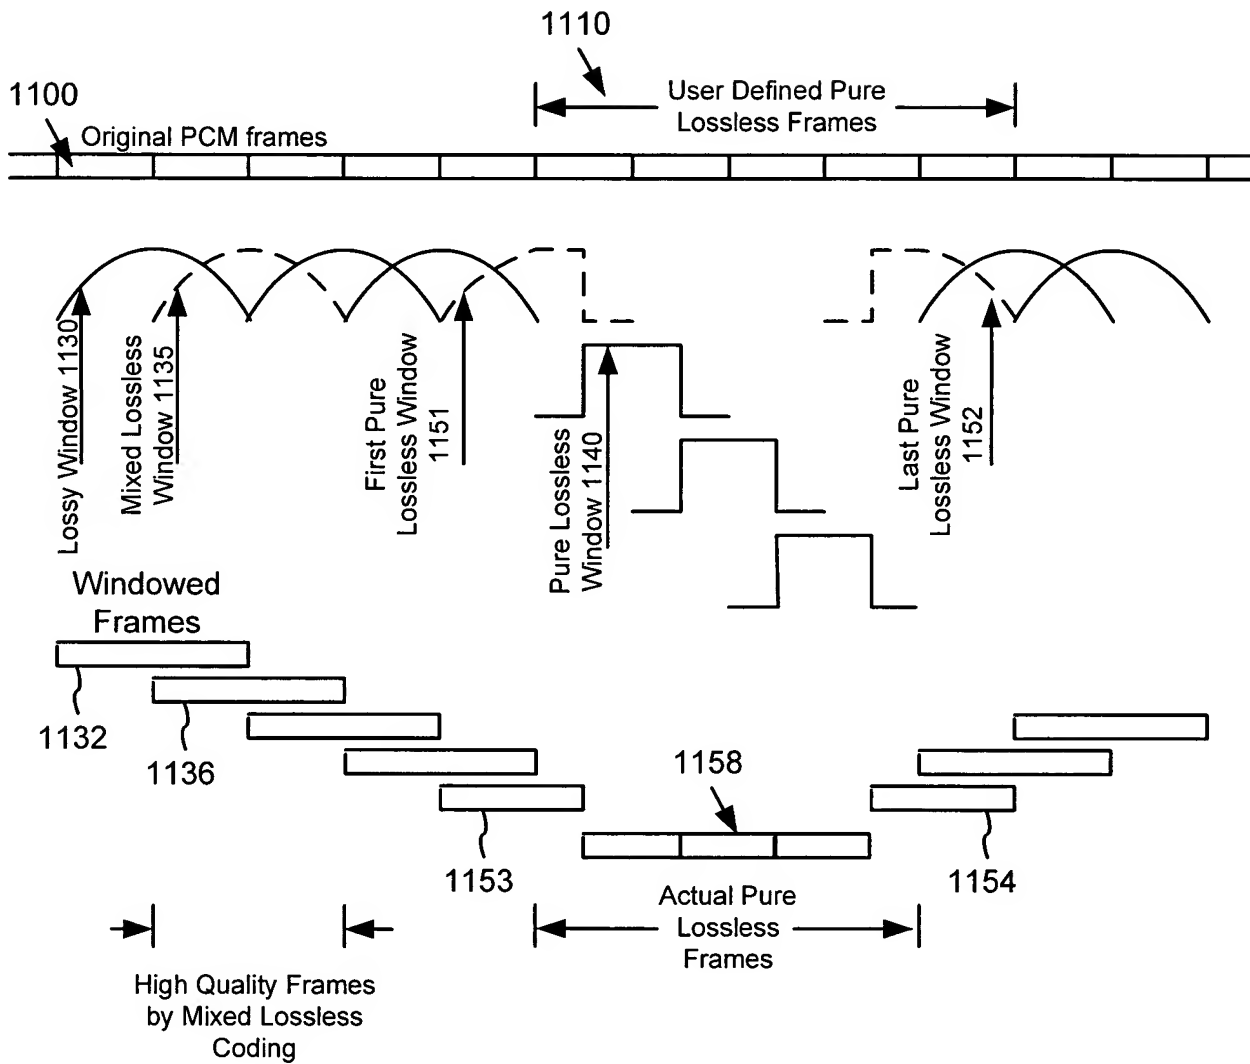 1110
1100
User Defined Pure
Lossless Frames
Original PCM frames
Lossy Window 1130
Mixed Lossless
Window 1135
First Pure
Lossless Window
1151
Pure Lossless
Window 1140
Last Pure
Lossless Window
1152
Windowed
Frames
1132
1136
1158
1153
1154
Actual Pure
Lossless
Frames
High Quality Frames
by Mixed Lossless
Coding